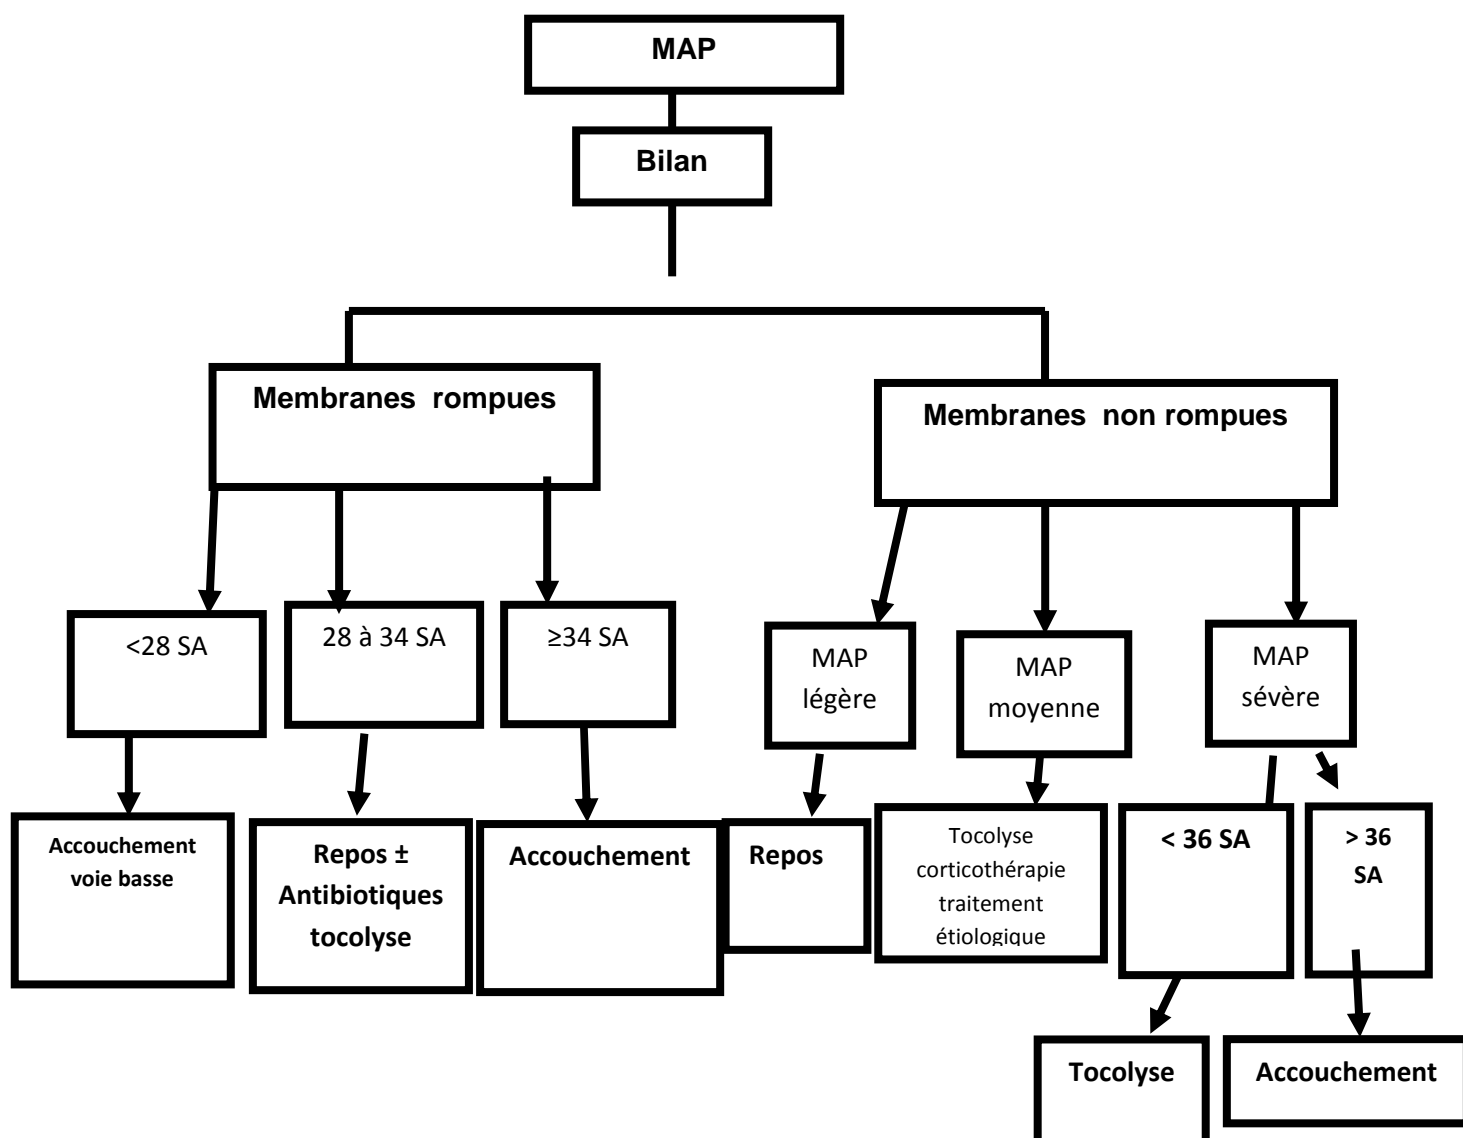 MAP
Bilan
Membranes rompues
Membranes non rompues
<28 SA
28 à 34 SA
≥34 SA
MAP
légère
MAP
moyenne
MAP
sévère
Accouchement
voie basse
Repos ±
Antibiotiques
tocolyse
Accouchement
Repos
Tocolyse
corticothérapie
traitement
étiologique
< 36 SA
> 36
SA
Tocolyse
Accouchement